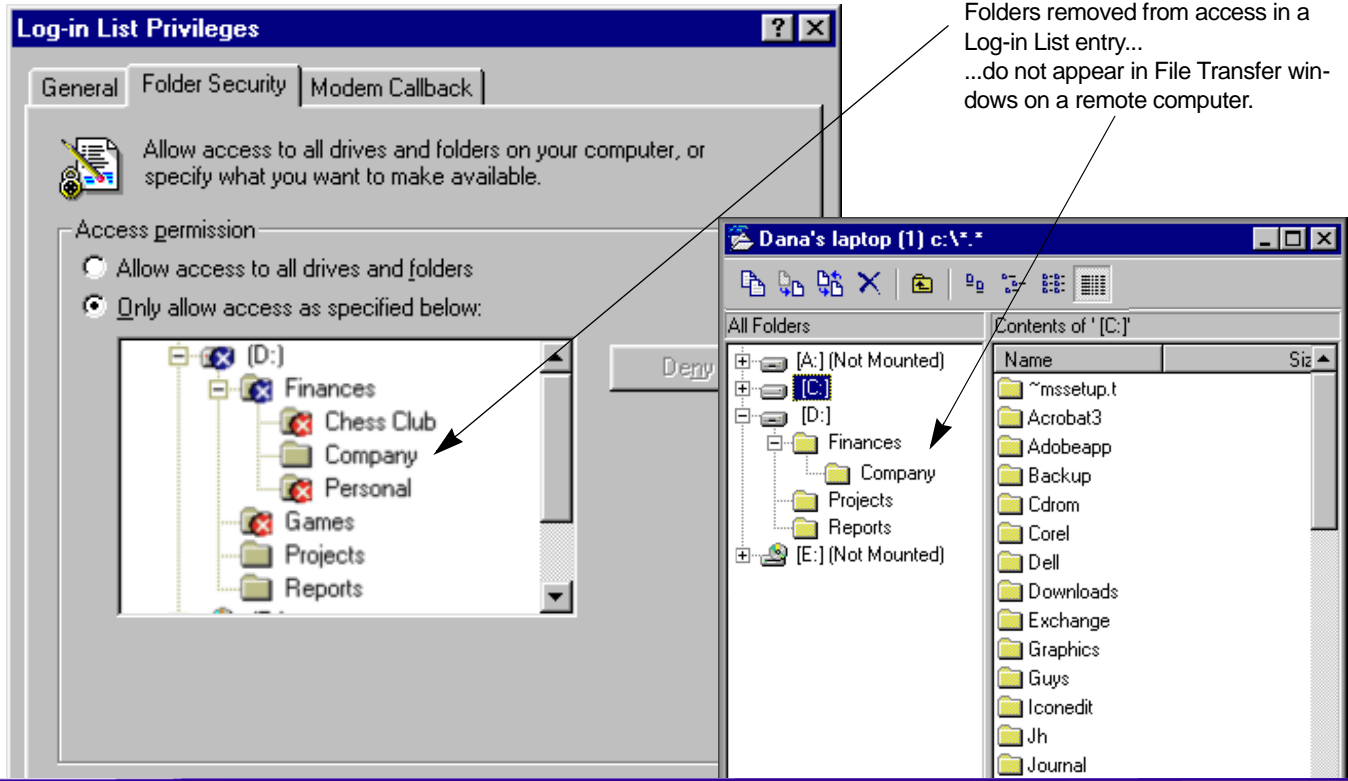 Folders removed from access in a
Log-in List entry...
...do not appear in File Transfer win-
dows on a remote computer.
Log-in List Privileges
General
Folder Security
Modem Callback
Allow access to all drives and folders on your computer, or
specify what you want to make available.
Access permission
Allow access to all drives and folders
Only allow access as specified below:
(D:)
Finances
Chess Club
Company
Personal
Games
Projects
Reports
Deny
Dana's laptop (1) c:\*.*
All Folders
Contents of ' [C:]'
[A:] (Not Mounted)
[C:]
[D:]
Finances
Company
Projects
Reports
[E:] (Not Mounted)
Name
Siz
~mssetup.t
Acrobat3
Adobeapp
Backup
Cdrom
Corel
Dell
Downloads
Exchange
Graphics
Guys
Iconedit
Jh
Journal